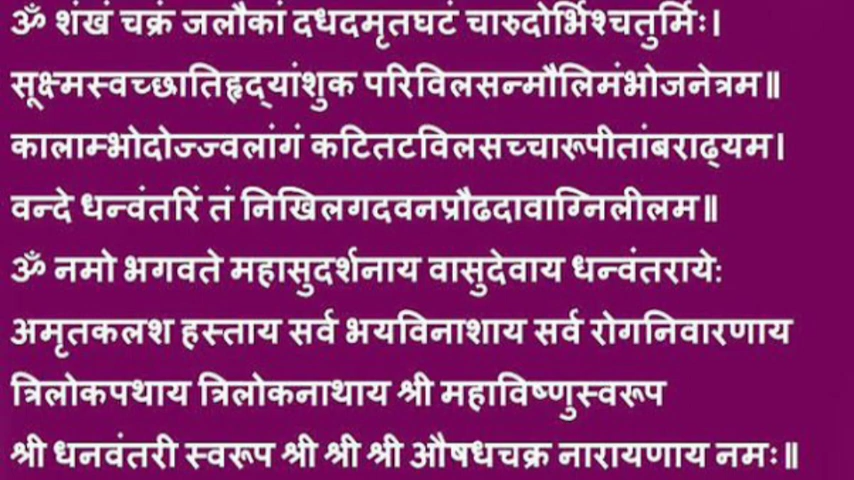 ॐ शंखं चक्रं जलौकां दधदमृतघटं चारुदोर्भिश्चतुर्मिः।
सूक्ष्मस्वच्छातिहृद्यांशुक परिविलसन्मौलिमंभोजनेत्रम॥
कालाम्भोदोज्ज्वलांगं कटितटविलसच्चारूपीतांबराढ्यम।
वन्दे धन्वंतरिं तं निखिलगदवनप्रौढदावाग्निलीलम॥
ॐ नमो भगवते महासुदर्शनाय वासुदेवाय धन्वंतरायेः
अमृतकलश हस्ताय सर्व भयविनाशाय सर्व रोगनिवारणाय
त्रिलोकपथाय त्रिलोकनाथाय श्री महाविष्णुस्वरूप
श्री धनवंतरी स्वरूप श्री श्री श्री औषधचक्र नारायणाय नमः॥